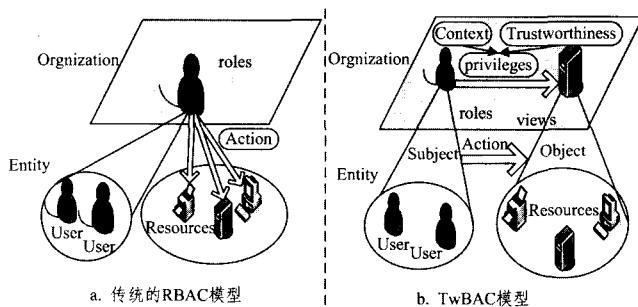 Orgnization
roles
Action
Entity
User
User
Resources
a. 传统的RBAC模型
Context
Trustworthiness
Orgnization
privileges
roles
views
Subject
Action
Object
Entity
User
User
Resources
b. TwBAC模型